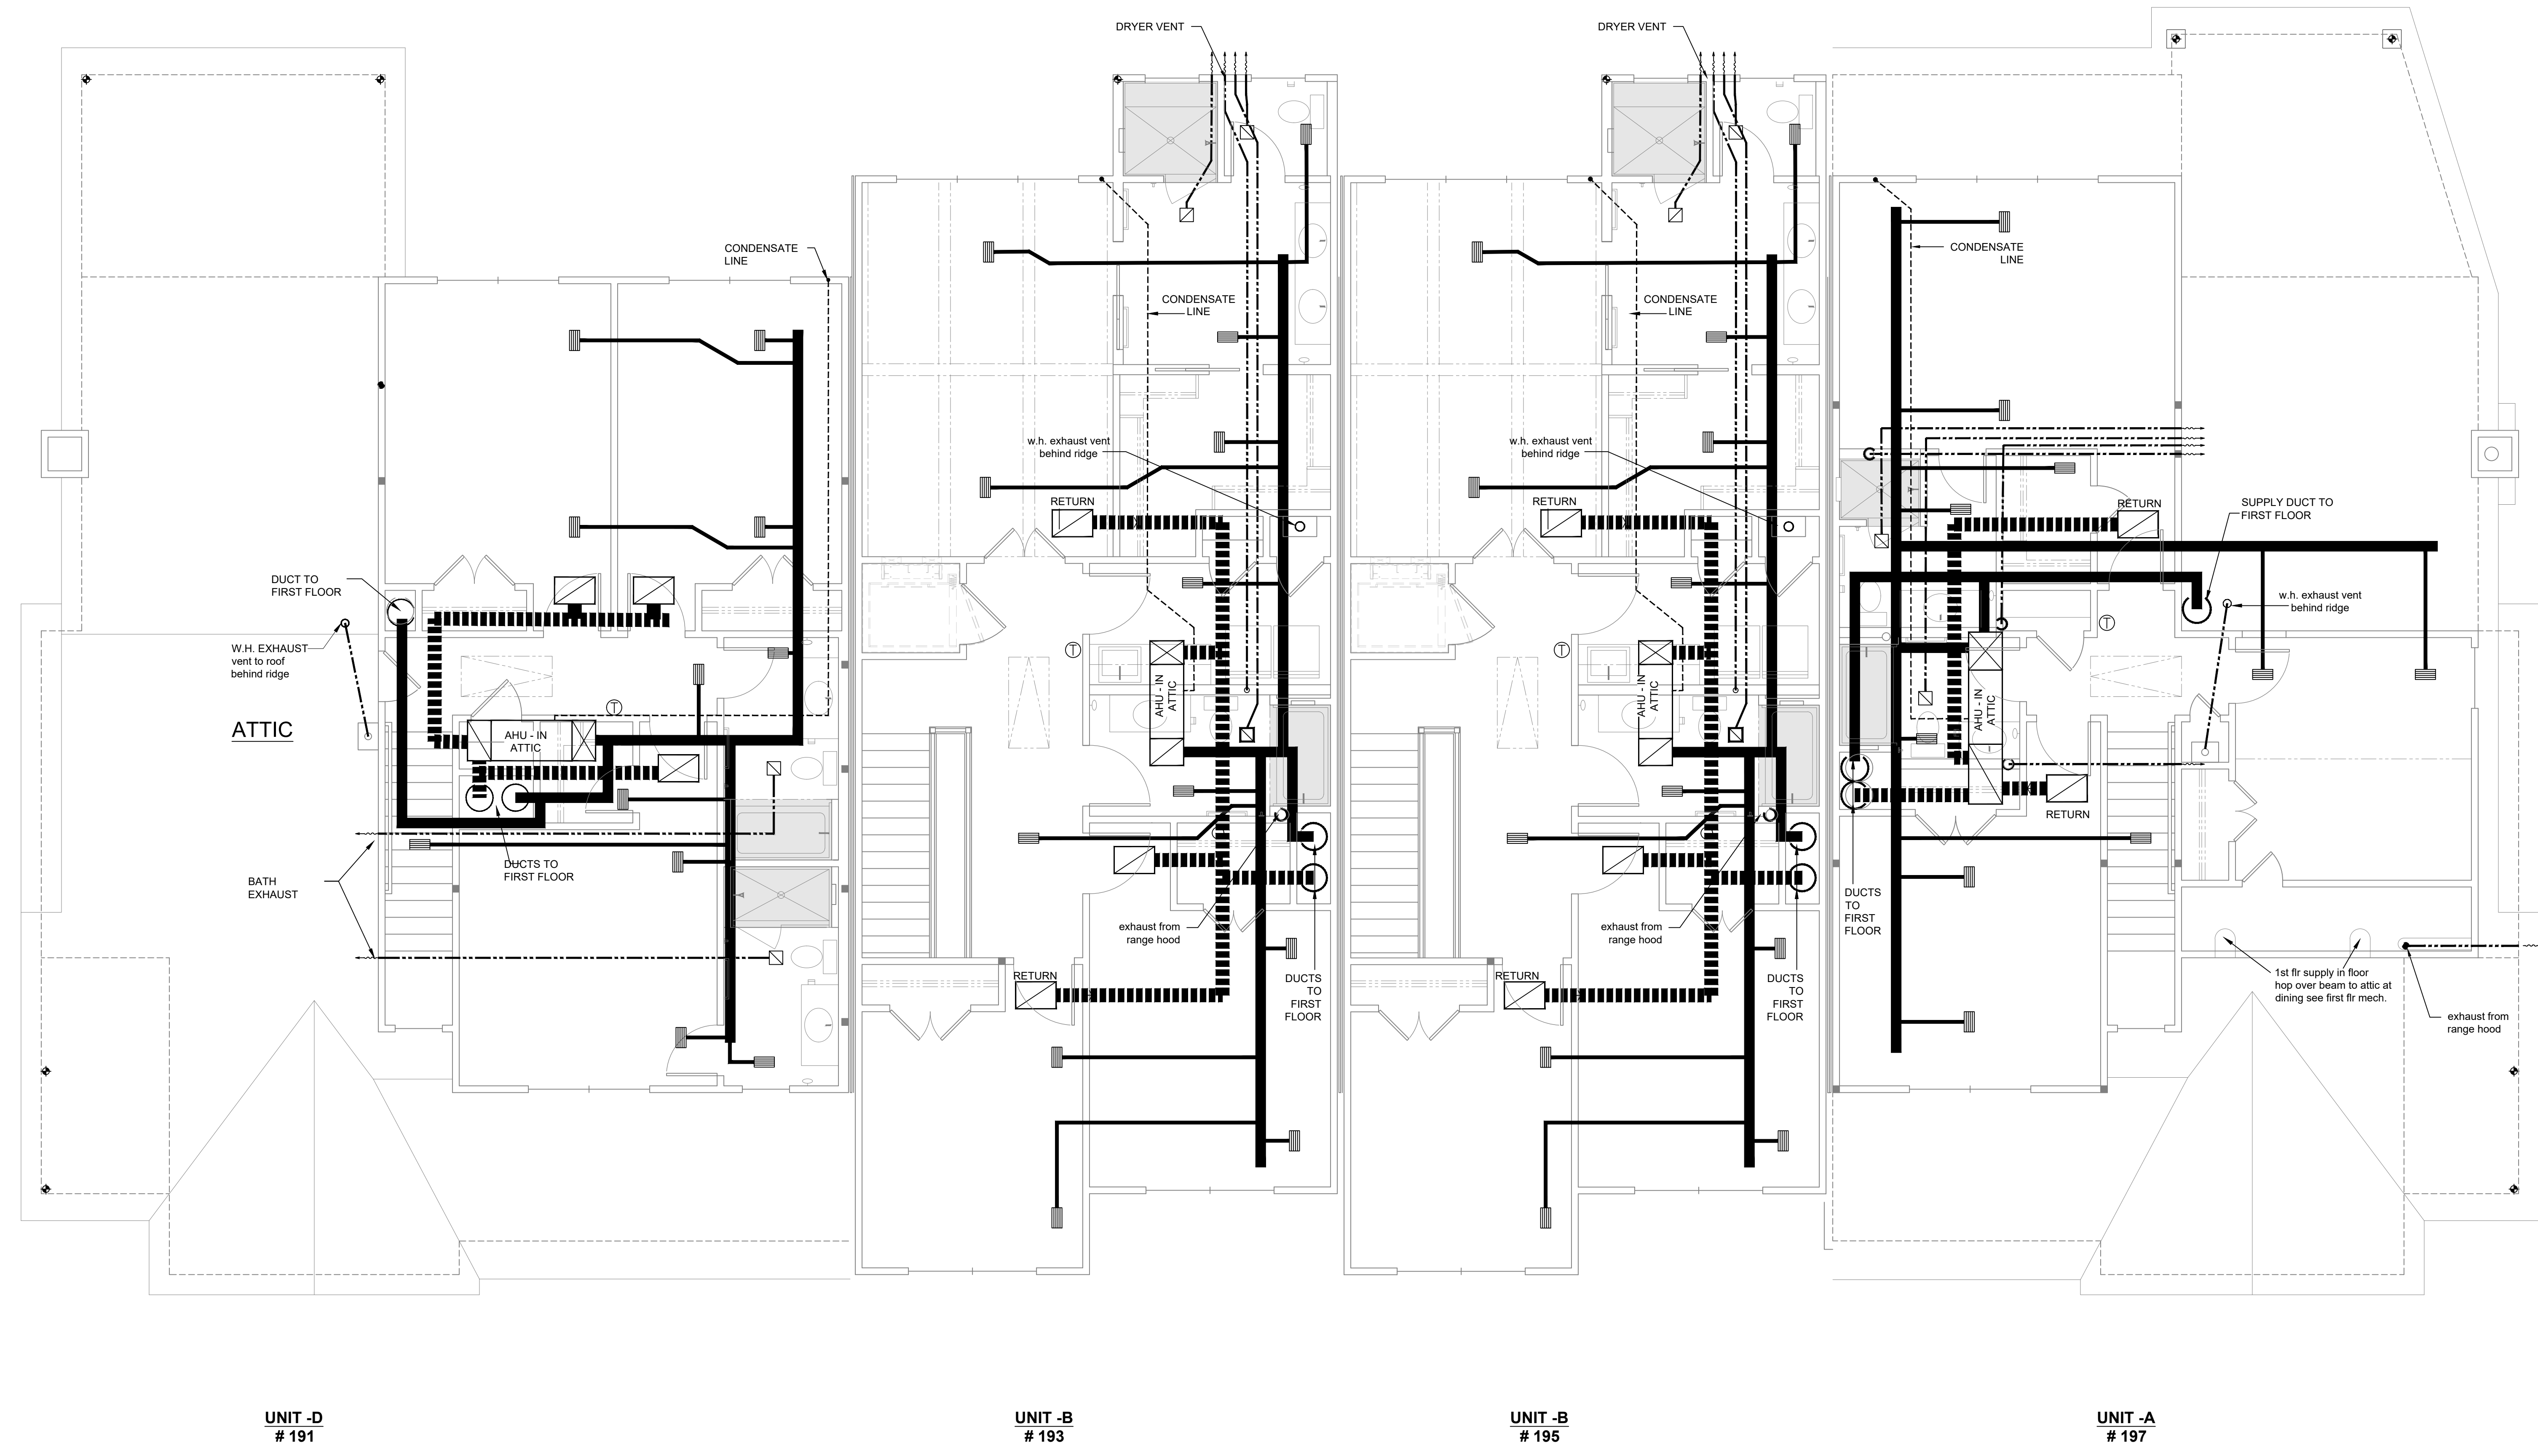 DRYER VENT
DRYER VENT
CONDENSATE
LINE
CONDENSATE
LINE
CONDENSATE
LINE
CONDENSATE
LINE
w.h. exhaust vent
behind ridge
w.h. exhaust vent
behind ridge
RETURN
RETURN
RETURN
SUPPLY DUCT TO
FIRST FLOOR
DUCT TO
FIRST FLOOR
w.h. exhaust vent
behind ridge
W.H. EXHAUST
vent to roof
behind ridge
T
T
T
T
ATTIC
AHU - IN
ATTIC
AHU - IN
ATTIC
AHU - IN
ATTIC
AHU - IN
ATTIC
RETURN
DUCTS TO
FIRST FLOOR
BATH
EXHAUST
DUCTS
TO
FIRST
FLOOR
exhaust from
range hood
exhaust from
range hood
RETURN
RETURN
DUCTS
TO
FIRST
FLOOR
DUCTS
TO
FIRST
FLOOR
1st flr supply in floor
hop over beam to attic at
dining see first flr mech.
exhaust from
range hood
UNIT -D
# 191
UNIT -B
# 193
UNIT -B
# 195
UNIT -A
# 197